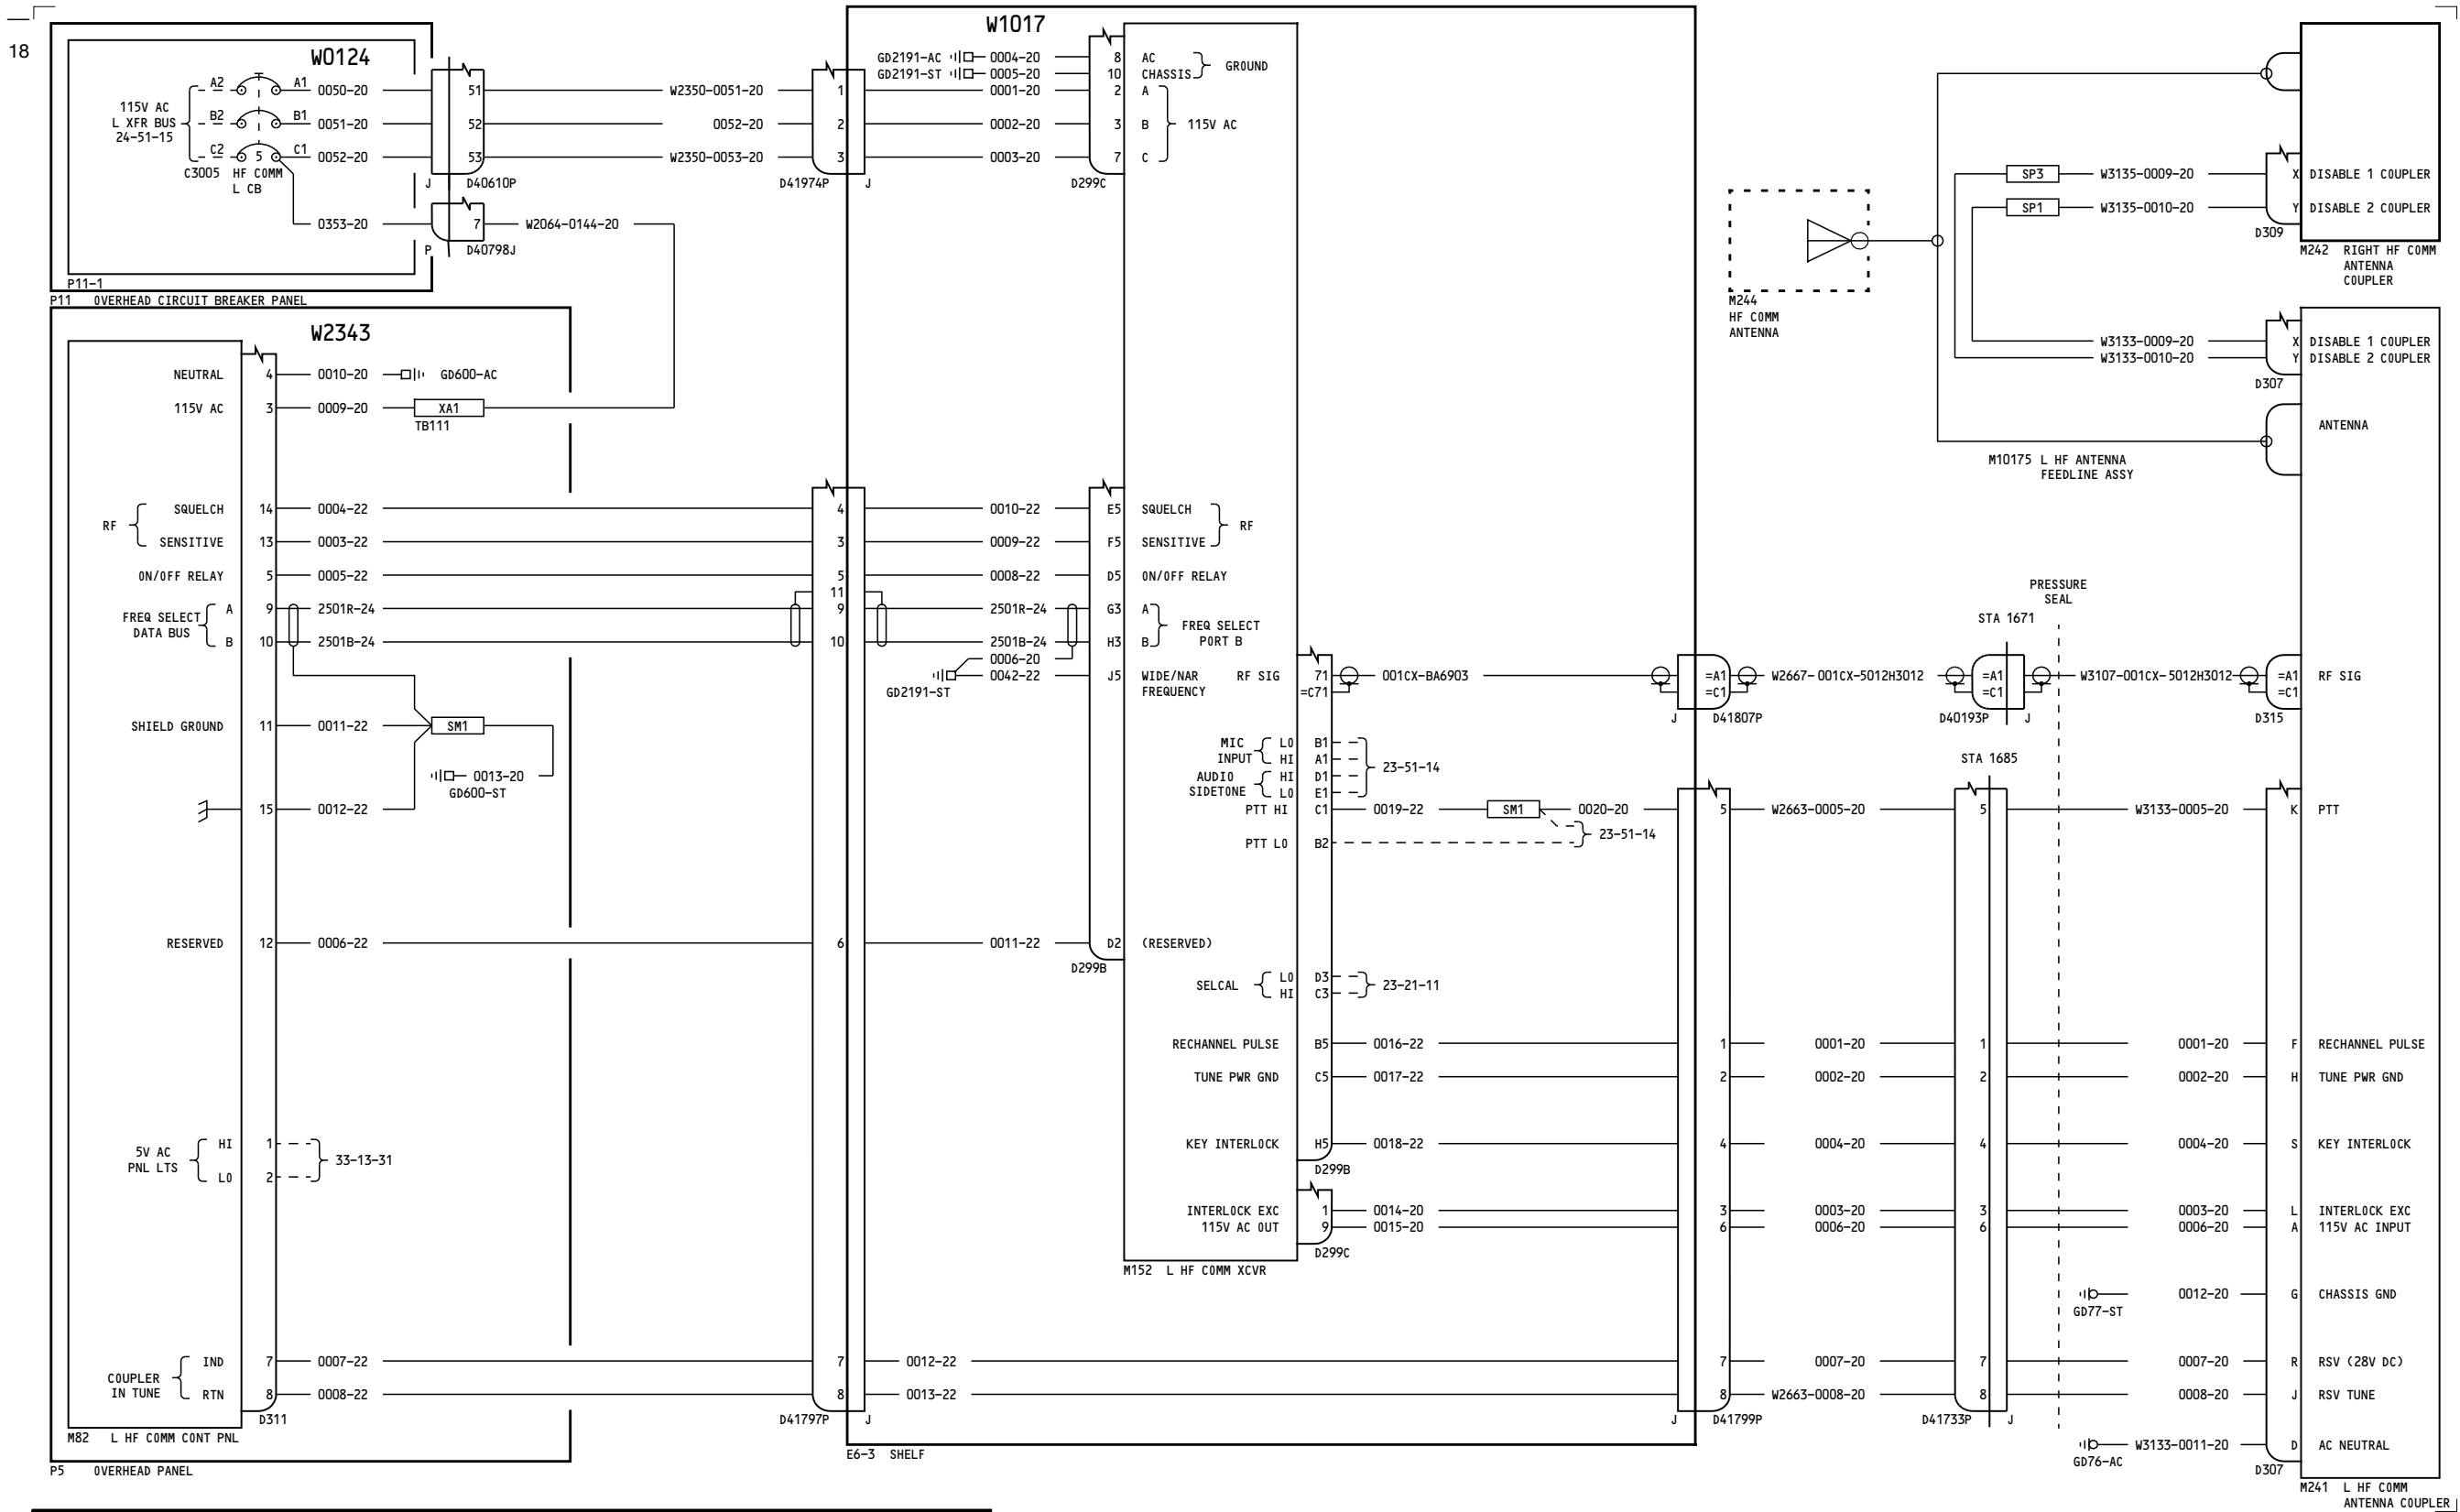 18
W0124
115V AC
L XFR BUS
24-51-15
A2 A1 0050-20 51
B2 B1 0051-20 52
C2 5 C1 0052-20 53
C3005 HF COMM
L CB
J D40610P
0353-20 7 W2064-0144-20
P D40798J
P11-1
P11 OVERHEAD CIRCUIT BREAKER PANEL
W2350-0051-20 1
0052-20 2
W2350-0053-20 3
D41974P J
W1017
GD2191-AC 0004-20 8 AC
GD2191-ST 0005-20 10 CHASSIS
GROUND
0001-20 2 A
0002-20 3 B 115V AC
0003-20 7 C
D299C
W2343
NEUTRAL 4 0010-20 GD600-AC
115V AC 3 0009-20 XA1
TB111
RF
SQUELCH 14 0004-22 4 0010-22 E5 SQUELCH
SENSITIVE 13 0003-22 3 0009-22 F5 SENSITIVE
RF
ON/OFF RELAY 5 0005-22 5 0008-22 D5 ON/OFF RELAY
11
FREQ SELECT
DATA BUS
A 9 2501R-24 9 2501R-24 G3 A
B 10 2501B-24 10 2501B-24 H3 B
FREQ SELECT
PORT B
0006-20
0042-22 J5 WIDE/NAR
FREQUENCY
GD2191-ST
SHIELD GROUND 11 0011-22 SM1
0013-20
GD600-ST
15 0012-22
RESERVED 12 0006-22 6 0011-22 D2 (RESERVED)
D299B
5V AC
PNL LTS
HI 1
LO 2
33-13-31
COUPLER
IN TUNE
IND 7 0007-22 7 0012-22
RTN 8 0008-22 8 0013-22
D311
D41797P J
M82 L HF COMM CONT PNL
P5 OVERHEAD PANEL
E6-3 SHELF
RF SIG 71 001CX-BA6903 =A1 W2667-001CX-5012H3012 =A1 W3107-001CX-5012H3012 =A1 RF SIG
=C71 =C1 =C1 =C1
J D41807P
D40193P J
D315
STA 1671
PRESSURE
SEAL
MIC
INPUT
LO B1
HI A1
AUDIO
SIDETONE
HI D1
LO E1
23-51-14
PTT HI C1 0019-22 SM1 0020-20 5 W2663-0005-20 5 W3133-0005-20 K PTT
23-51-14
PTT LO B2
STA 1685
SELCAL
LO D3
HI C3
23-21-11
RECHANNEL PULSE B5 0016-22 1 0001-20 1 0001-20 F RECHANNEL PULSE
TUNE PWR GND C5 0017-22 2 0002-20 2 0002-20 H TUNE PWR GND
KEY INTERLOCK H5 0018-22 4 0004-20 4 0004-20 S KEY INTERLOCK
D299B
INTERLOCK EXC 1 0014-20 3 0003-20 3 0003-20 L INTERLOCK EXC
115V AC OUT 9 0015-20 6 0006-20 6 0006-20 A 115V AC INPUT
D299C
M152 L HF COMM XCVR
GD77-ST 0012-20 G CHASSIS GND
7 0007-20 7 0007-20 R RSV (28V DC)
8 W2663-0008-20 8 0008-20 J RSV TUNE
J D41799P
D41733P J
GD76-AC W3133-0011-20 D AC NEUTRAL
D307
M241 L HF COMM
ANTENNA COUPLER
M244
HF COMM
ANTENNA
SP3 W3135-0009-20 X DISABLE 1 COUPLER
SP1 W3135-0010-20 Y DISABLE 2 COUPLER
D309
M242 RIGHT HF COMM
ANTENNA
COUPLER
W3133-0009-20 X DISABLE 1 COUPLER
W3133-0010-20 Y DISABLE 2 COUPLER
D307
ANTENNA
M10175 L HF ANTENNA
FEEDLINE ASSY